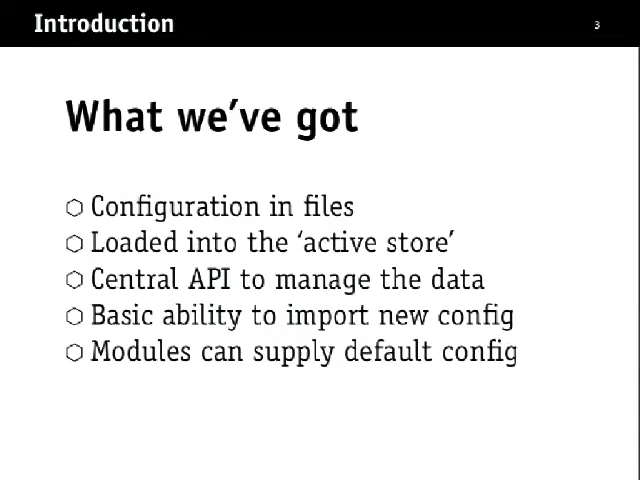 Introduction
3
What we’ve got
Configuration in files
Loaded into the ‘active store’
Central API to manage the data
Basic ability to import new config
Modules can supply default config